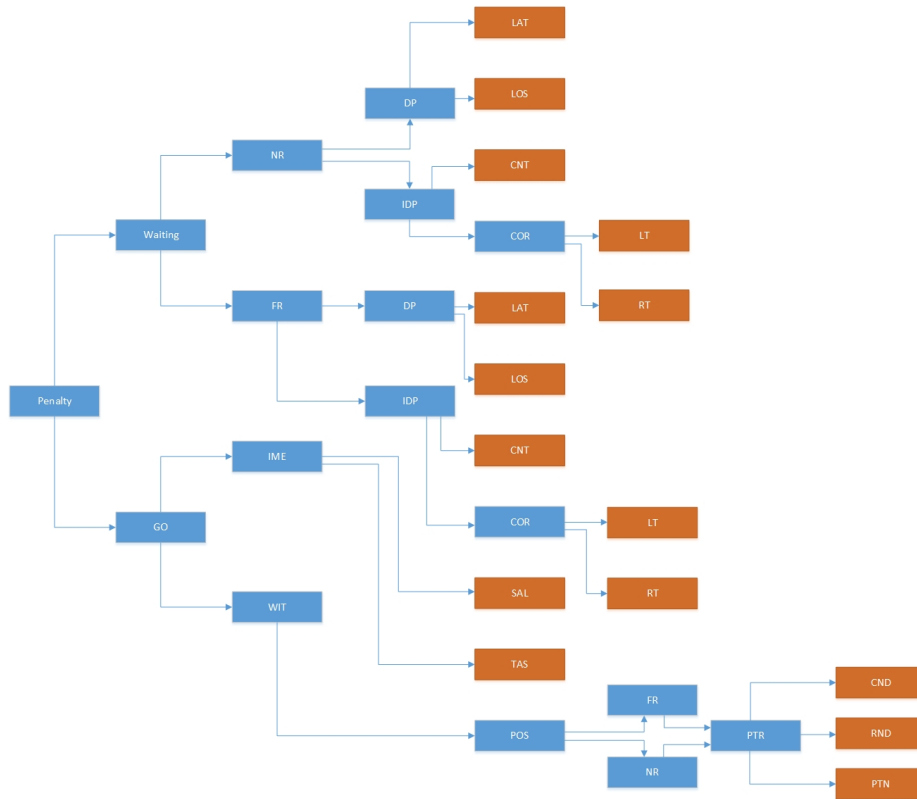 LAT
DP
LOS
NR
CNT
IDP
Waiting
COR
LT
FR
DP
LAT
RT
LOS
Penalty
IDP
IME
CNT
GO
COR
LT
WIT
SAL
RT
TAS
FR
CND
POS
PTR
RND
NR
PTN